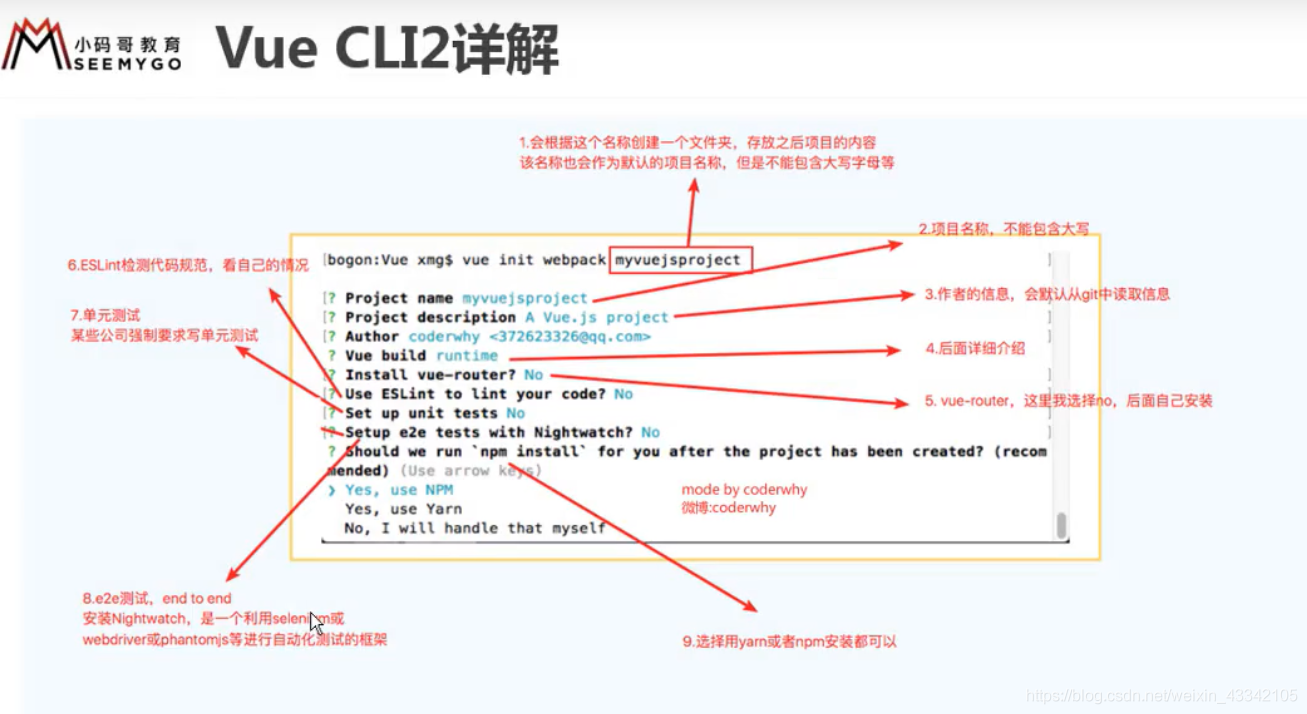 小码哥教育
SEEMYGO
Vue CLI2详解
1.会根据这个名称创建一个文件夹，存放之后项目的内容
该名称也会作为默认的项目名称，但是不能包含大写字母等
2.项目名称，不能包含大写
6.ESLint检测代码规范，看自己的情况
[bogon:Vue xmg$ vue init webpack myvuejsproject ]
3.作者的信息，会默认从git中读取信息
7.单元测试
某些公司强制要求写单元测试
[? Project name myvuejsproject ]
[? Project description A Vue.js project ]
[? Author coderwhy <372623326@qq.com> ]
? Vue build runtime
4.后面详细介绍
[? Install vue-router? No ]
[? Use ESLint to lint your code? No ]
5. vue-router，这里我选择no，后面自己安装
[? Set up unit tests No ]
[? Setup e2e tests with Nightwatch? No ]
? Should we run `npm install` for you after the project has been created? (recom
mended) (Use arrow keys)
❯ Yes, use NPM
Yes, use Yarn
No, I will handle that myself
mode by coderwhy
微博:coderwhy
8.e2e测试，end to end
安装Nightwatch，是一个利用selenium或
webdriver或phantomjs等进行自动化测试的框架
9.选择用yarn或者npm安装都可以
https://blog.csdn.net/weixin_43342105